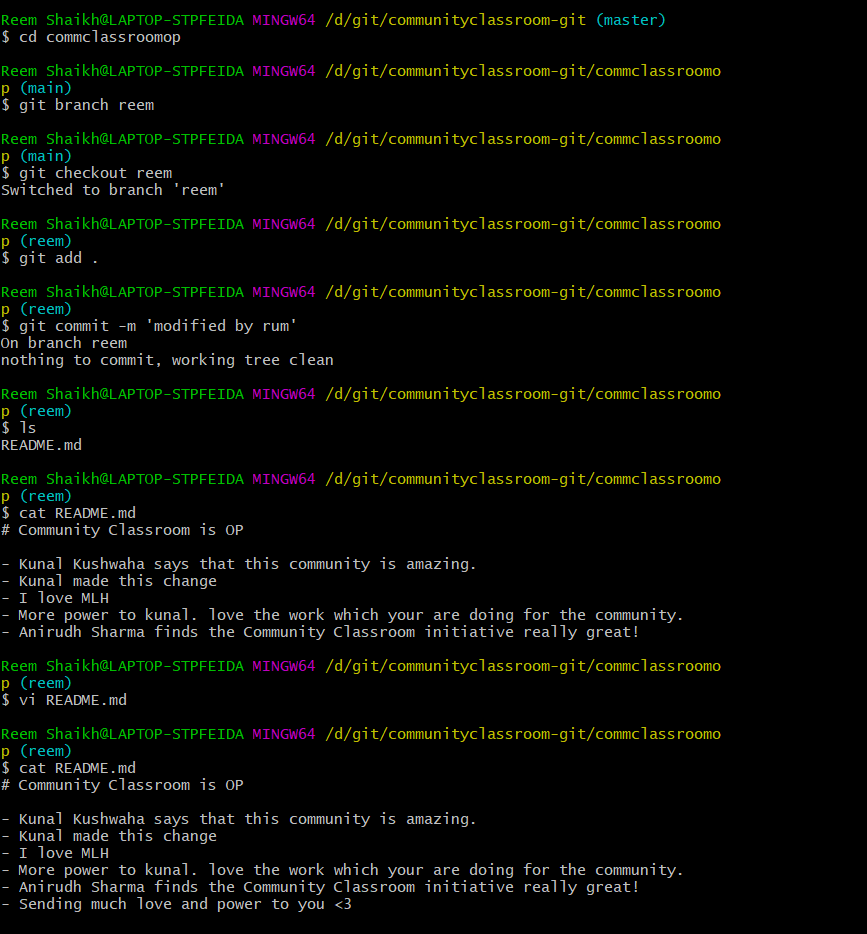 Reem Shaikh@LAPTOP-STPFEIDA MINGW64 /d/git/communityclassroom-git (master)
$ cd commclassroomop
Reem Shaikh@LAPTOP-STPFEIDA MINGW64 /d/git/communityclassroom-git/commclassroomo
p (main)
$ git branch reem
Reem Shaikh@LAPTOP-STPFEIDA MINGW64 /d/git/communityclassroom-git/commclassroomo
p (main)
$ git checkout reem
Switched to branch 'reem'
Reem Shaikh@LAPTOP-STPFEIDA MINGW64 /d/git/communityclassroom-git/commclassroomo
p (reem)
$ git add .
Reem Shaikh@LAPTOP-STPFEIDA MINGW64 /d/git/communityclassroom-git/commclassroomo
p (reem)
$ git commit -m 'modified by rum'
On branch reem
nothing to commit, working tree clean
Reem Shaikh@LAPTOP-STPFEIDA MINGW64 /d/git/communityclassroom-git/commclassroomo
p (reem)
$ ls
README.md
Reem Shaikh@LAPTOP-STPFEIDA MINGW64 /d/git/communityclassroom-git/commclassroomo
p (reem)
$ cat README.md
# Community Classroom is OP
- Kunal Kushwaha says that this community is amazing.
- Kunal made this change
- I love MLH
- More power to kunal. love the work which your are doing for the community.
- Anirudh Sharma finds the Community Classroom initiative really great!
Reem Shaikh@LAPTOP-STPFEIDA MINGW64 /d/git/communityclassroom-git/commclassroomo
p (reem)
$ vi README.md
Reem Shaikh@LAPTOP-STPFEIDA MINGW64 /d/git/communityclassroom-git/commclassroomo
p (reem)
$ cat README.md
# Community Classroom is OP
- Kunal Kushwaha says that this community is amazing.
- Kunal made this change
- I love MLH
- More power to kunal. love the work which your are doing for the community.
- Anirudh Sharma finds the Community Classroom initiative really great!
- Sending much love and power to you <3